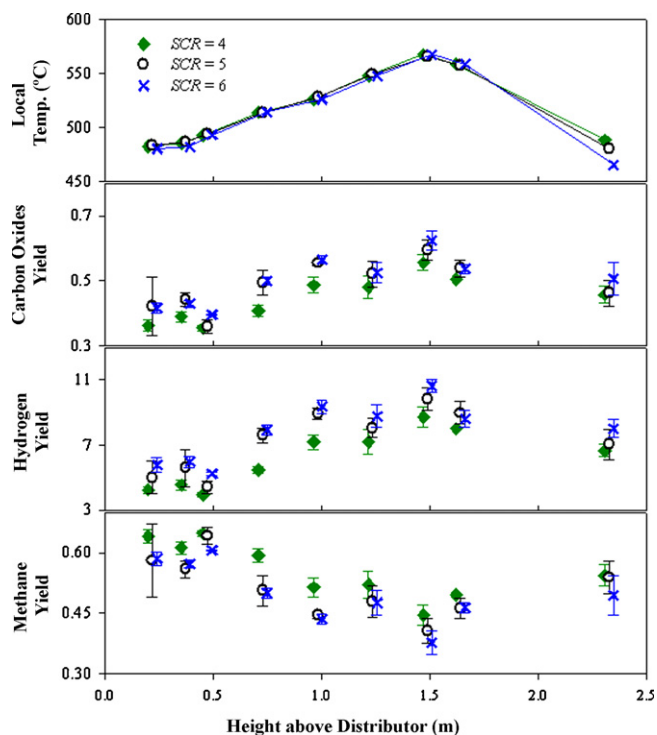 600
550
500
450
Local
Temp. (ºC)
SCR = 4
SCR = 5
SCR = 6
0.7
0.5
0.3
Carbon Oxides
Yield
11
7
3
Hydrogen
Yield
0.60
0.45
0.30
Methane
Yield
0.0 0.5 1.0 1.5 2.0 2.5
Height above Distributor (m)